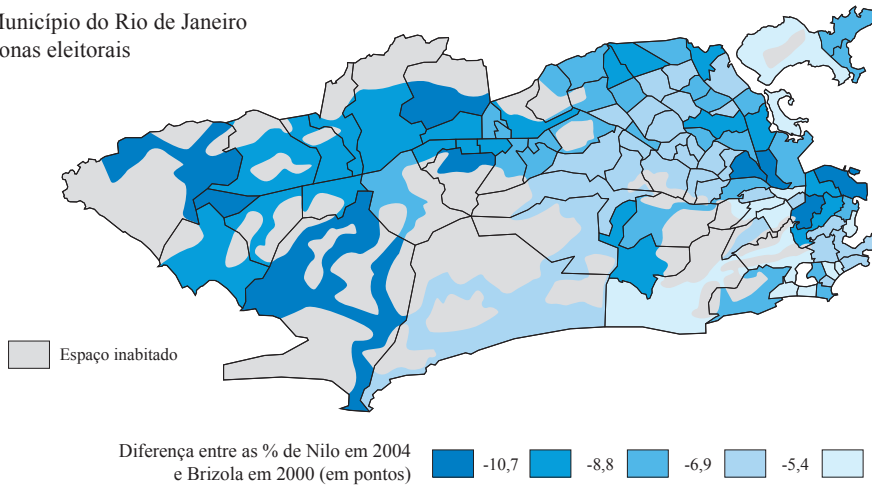 Município do Rio de Janeiro
onas eleitorais
Espaço inabitado
Diferença entre as % de Nilo em 2004
e Brizola em 2000 (em pontos)
-10,7
-8,8
-6,9
-5,4